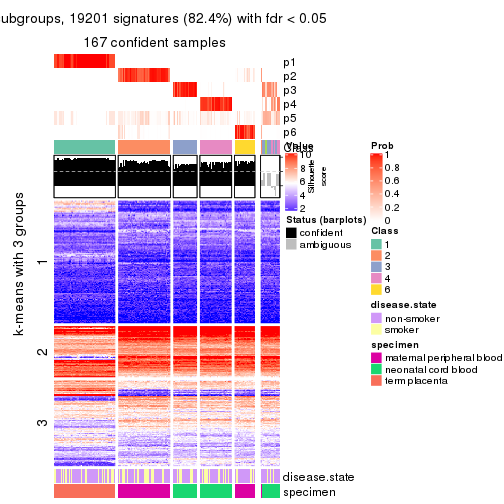 ubgroups, 19201 signatures (82.4%) with fdr < 0.05
167 confident samples
p1
p2
p3
p4
p5
p6
Class
Silhouette
score
k-means with 3 groups
1
2
3
disease.state
specimen
Value
10
8
6
4
2
Status (barplots)
confident
ambiguous
Prob
1
0.8
0.6
0.4
0.2
0
Class
1
2
3
4
6
disease.state
non-smoker
smoker
specimen
maternal peripheral blood
neonatal cord blood
term placenta